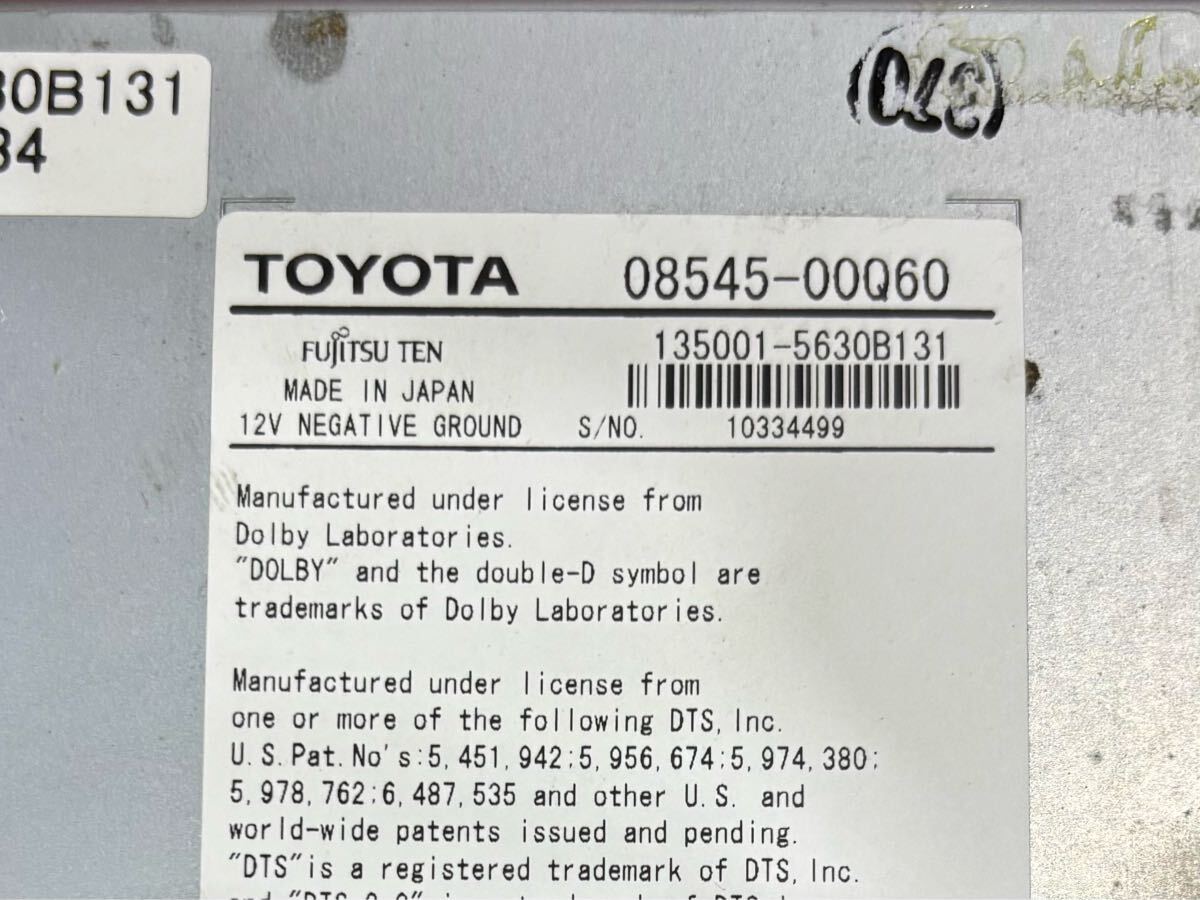 30B131
34
(370)
TOYOTA 08545-00Q60
FUJITSU TEN 135001-5630B131
MADE IN JAPAN
12V NEGATIVE GROUND S/NO. 10334499
Manufactured under license from
Dolby Laboratories.
"DOLBY" and the double-D symbol are
trademarks of Dolby Laboratories.
Manufactured under license from
one or more of the following DTS, Inc.
U.S. Pat. No's:5,451,942;5,956,674;5,974,380;
5,978,762;6,487,535 and other U.S. and
world-wide patents issued and pending.
"DTS"is a registered trademark of DTS, Inc.